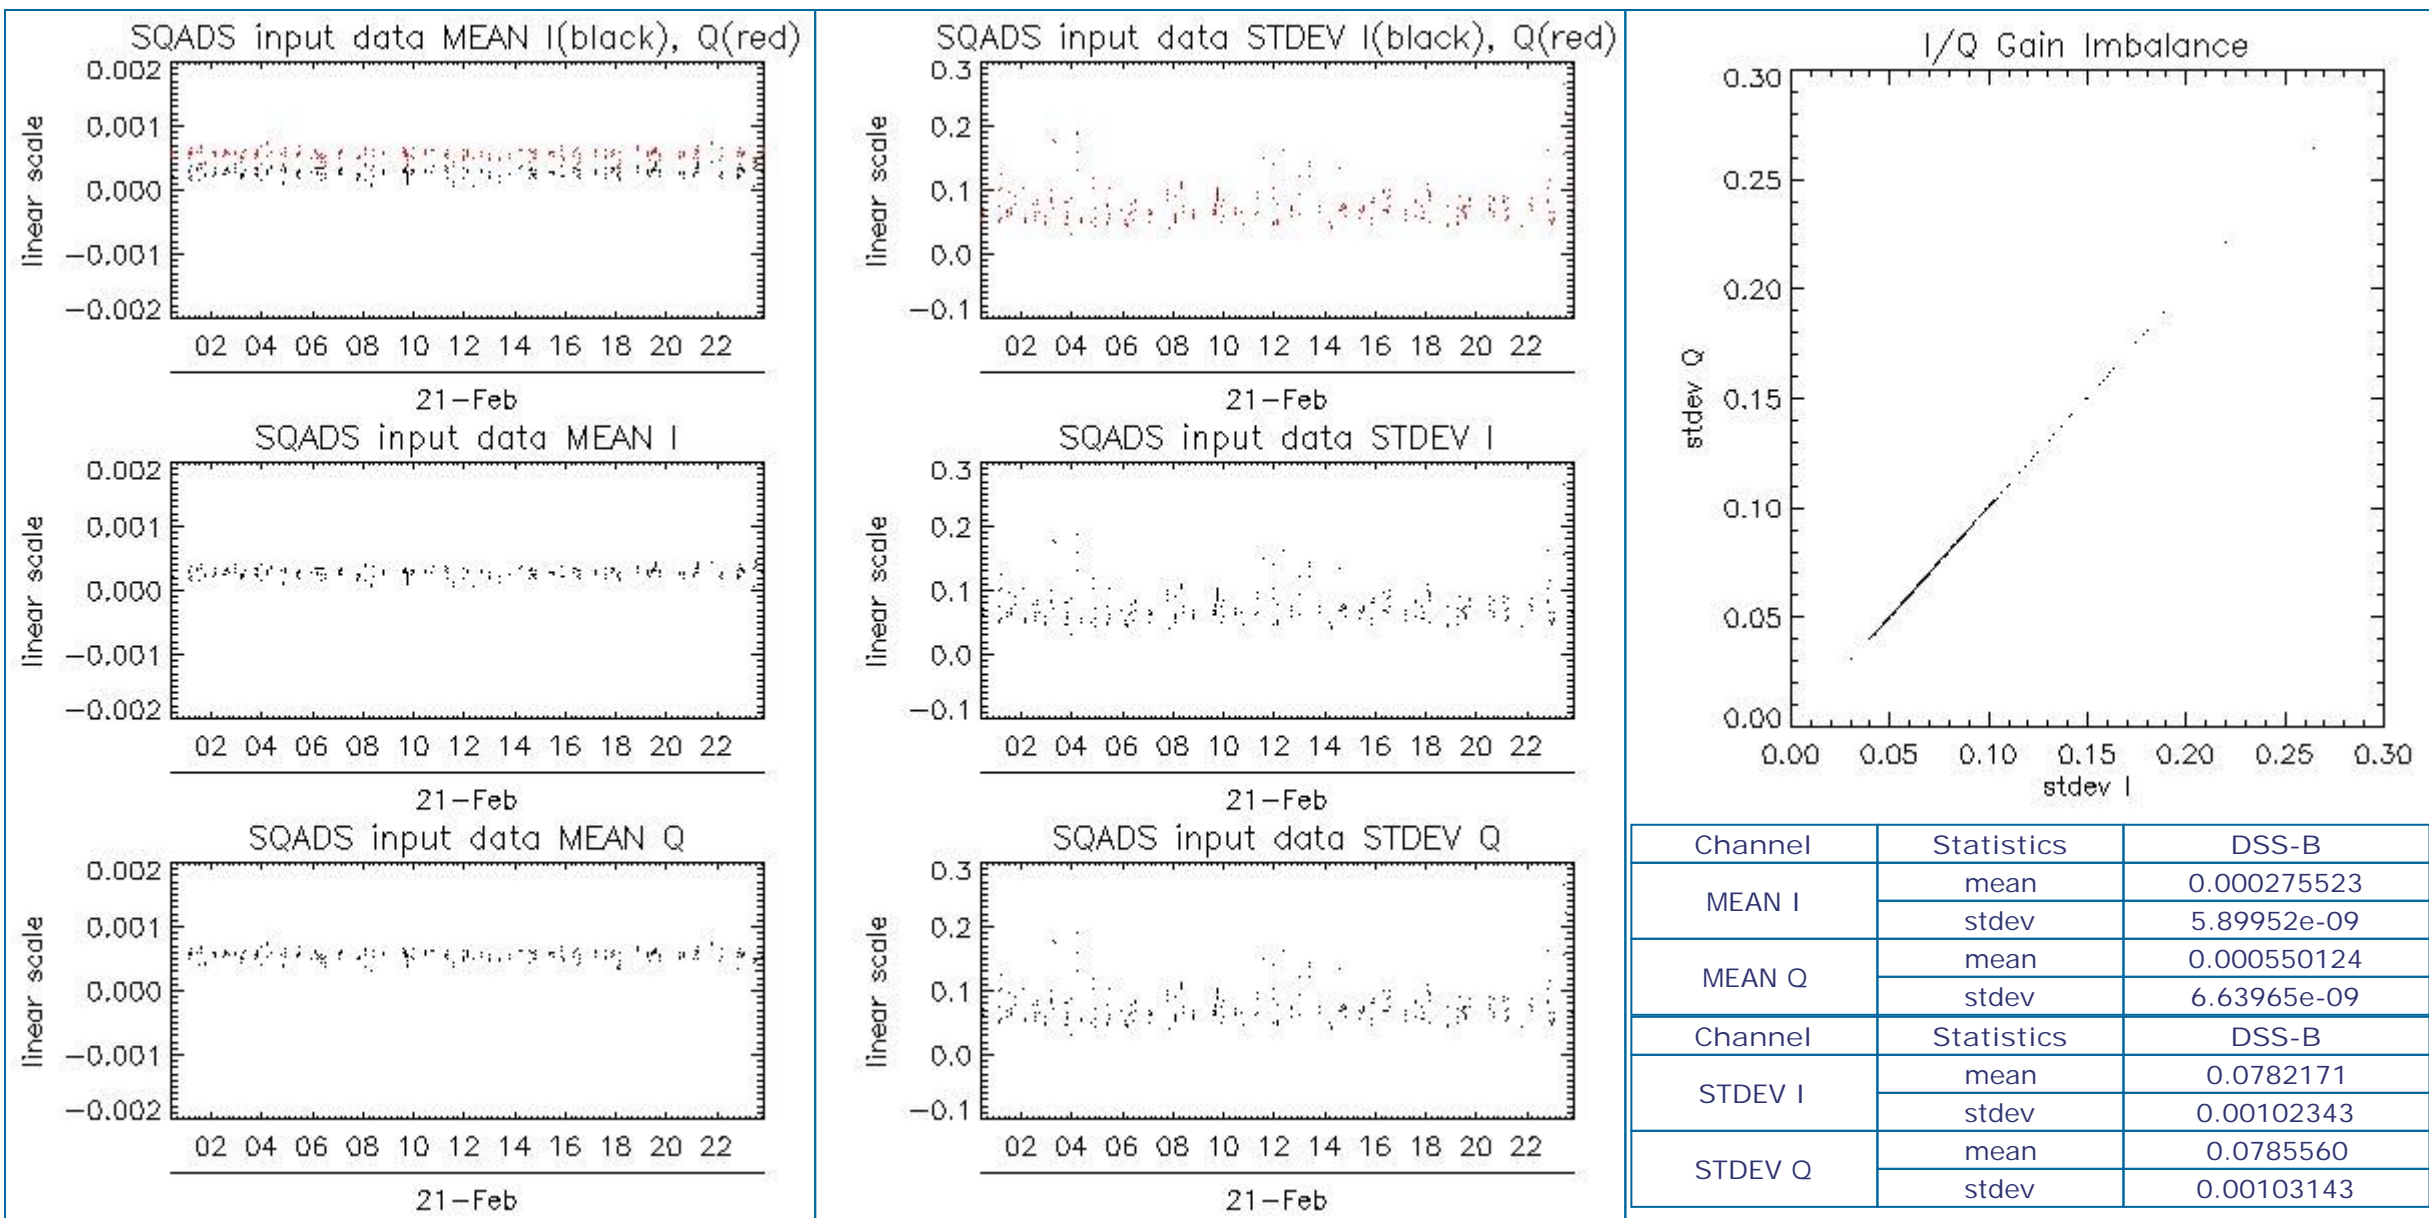 SQADS input data MEAN I(black), Q(red)
0.002
0.001
0.000
−0.001
−0.002
linear scale
02 04 06 08 10 12 14 16 18 20 22
21−Feb
SQADS input data MEAN I
0.002
0.001
0.000
−0.001
−0.002
linear scale
02 04 06 08 10 12 14 16 18 20 22
21−Feb
SQADS input data MEAN Q
0.002
0.001
0.000
−0.001
−0.002
linear scale
02 04 06 08 10 12 14 16 18 20 22
21−Feb
SQADS input data STDEV I(black), Q(red)
0.3
0.2
0.1
0.0
−0.1
linear scale
02 04 06 08 10 12 14 16 18 20 22
21−Feb
SQADS input data STDEV I
0.3
0.2
0.1
0.0
−0.1
linear scale
02 04 06 08 10 12 14 16 18 20 22
21−Feb
SQADS input data STDEV Q
0.3
0.2
0.1
0.0
−0.1
linear scale
02 04 06 08 10 12 14 16 18 20 22
21−Feb
I/Q Gain Imbalance
0.30
0.25
0.20
0.15
0.10
0.05
0.00
stdev Q
0.00 0.05 0.10 0.15 0.20 0.25 0.30
stdev I
Channel Statistics DSS-B
MEAN I mean 0.000275523
stdev 5.89952e-09
MEAN Q mean 0.000550124
stdev 6.63965e-09
Channel Statistics DSS-B
STDEV I mean 0.0782171
stdev 0.00102343
STDEV Q mean 0.0785560
stdev 0.00103143